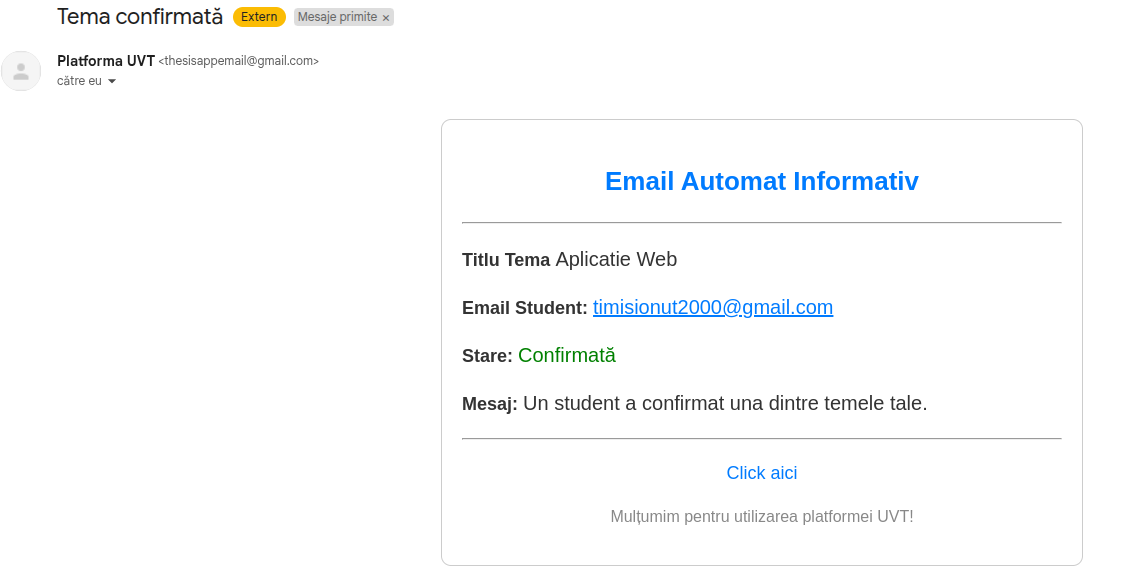 Tema confirmată Extern Mesaje primite ×
Platforma UVT <thesisappemail@gmail.com>
către eu
Email Automat Informativ
Titlu Tema Aplicatie Web
Email Student: timisionut2000@gmail.com
Stare: Confirmată
Mesaj: Un student a confirmat una dintre temele tale.
Click aici
Mulțumim pentru utilizarea platformei UVT!